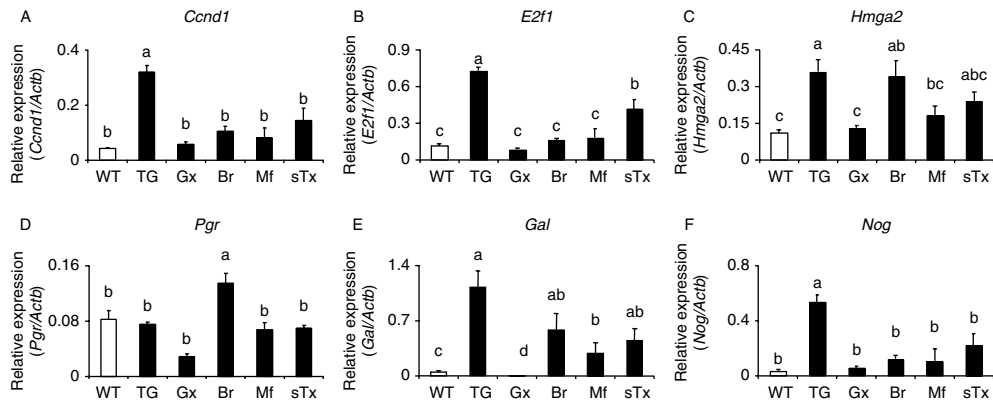 A
Ccnd1
Relative expression
(Ccnd1/Actb)
0.4
0.2
0
b
a
b
b
b
b
WT TG Gx Br Mf sTx
B
E2f1
Relative expression
(E2f1/Actb)
0.9
0.6
0.3
0
c
a
c
c
c
b
WT TG Gx Br Mf sTx
C
Hmga2
Relative expression
(Hmga2/Actb)
0.45
0.3
0.15
0
c
a
c
ab
bc
abc
WT TG Gx Br Mf sTx
D
Pgr
Relative expression
(Pgr/Actb)
0.16
0.08
0
b
b
b
a
b
b
WT TG Gx Br Mf sTx
E
Gal
Relative expression
(Gal/Actb)
1.4
0.7
0
c
a
d
ab
b
ab
WT TG Gx Br Mf sTx
F
Nog
Relative expression
(Nog/Actb)
0.8
0.4
0
b
a
b
b
b
b
WT TG Gx Br Mf sTx